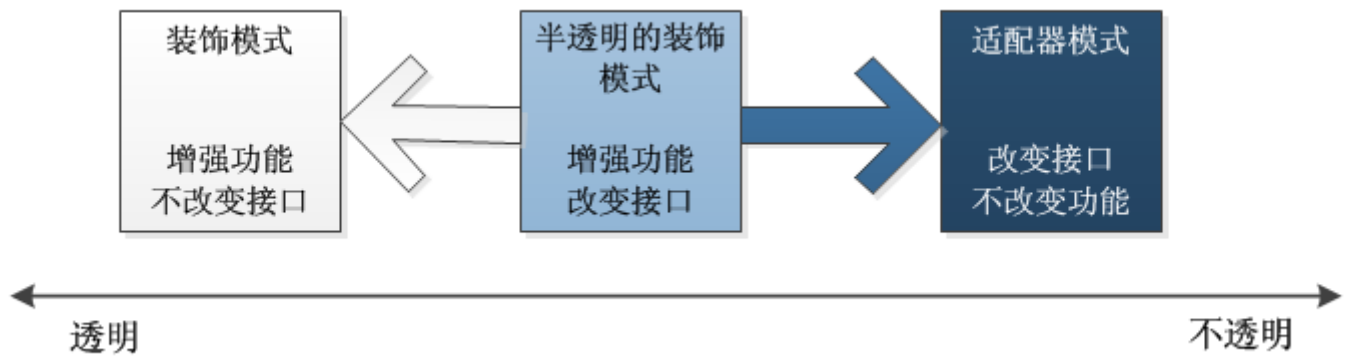 装饰模式
增强功能
不改变接口
半透明的装饰
模式
增强功能
改变接口
适配器模式
改变接口
不改变功能
透明
不透明